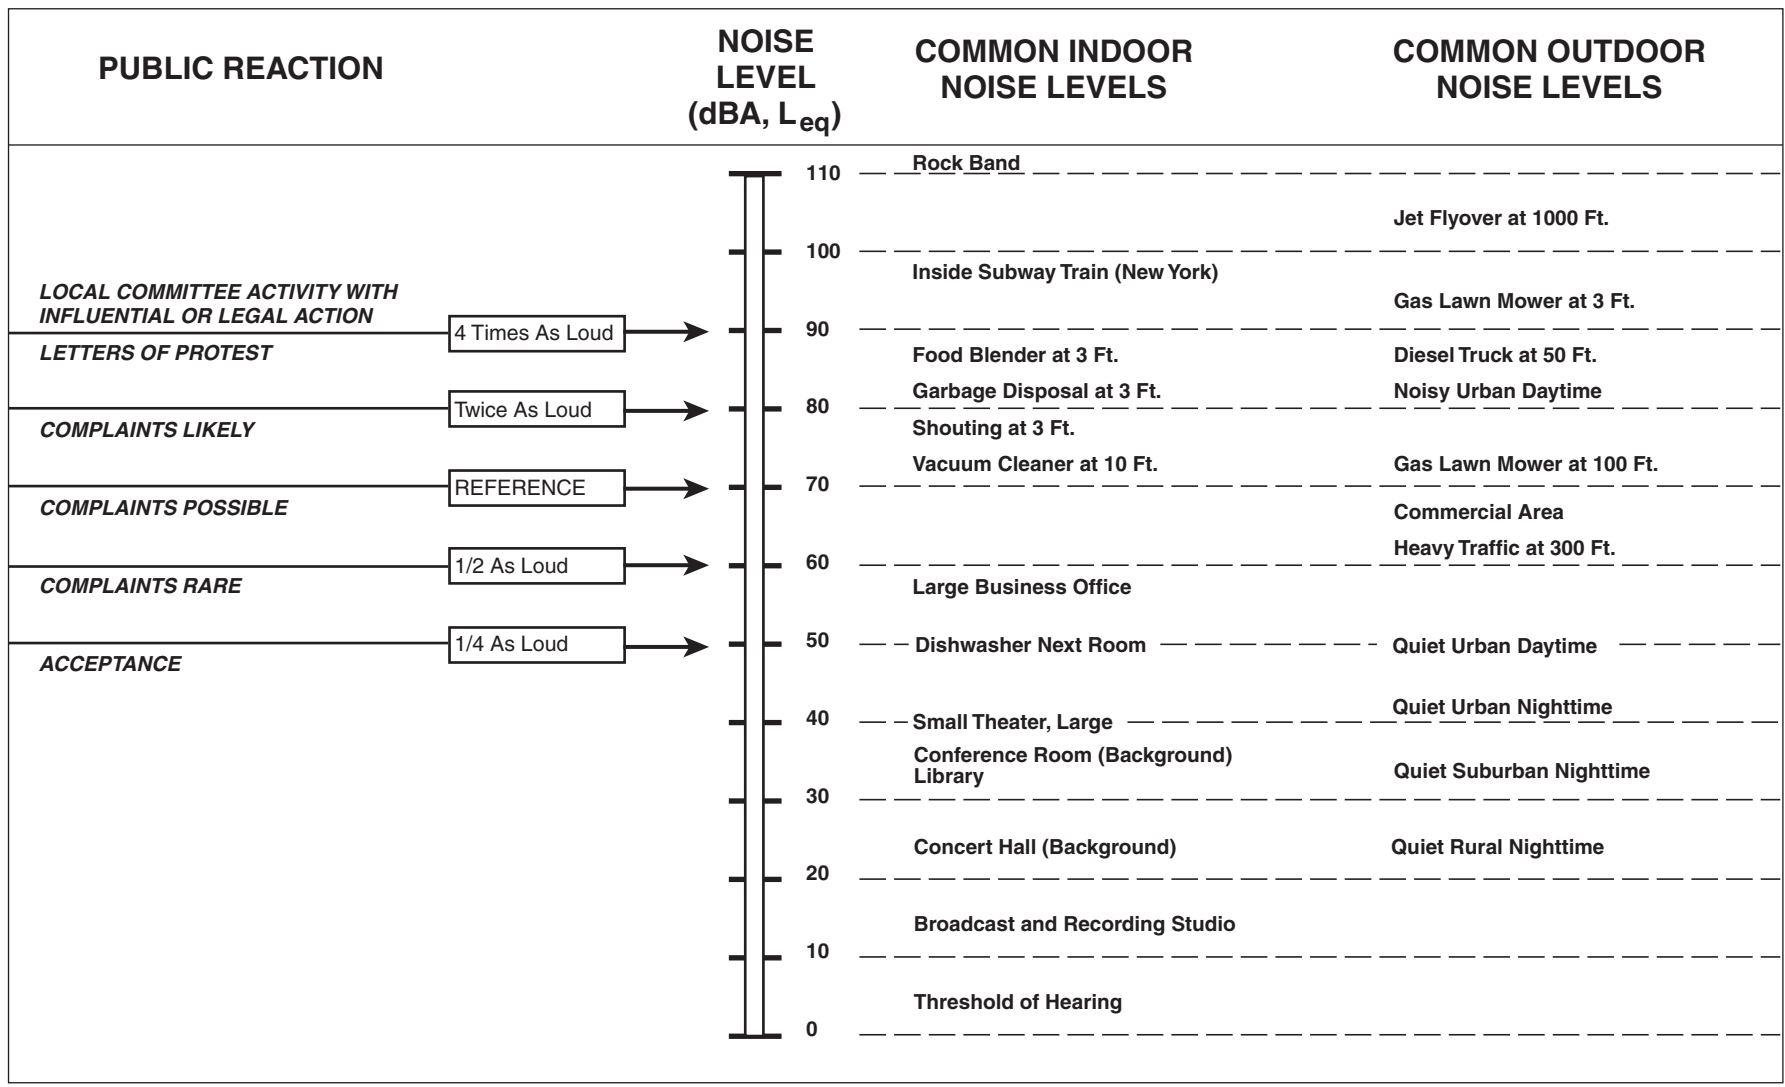 PUBLIC REACTION
NOISE
LEVEL
(dBA, Leq)
COMMON INDOOR
NOISE LEVELS
COMMON OUTDOOR
NOISE LEVELS
Rock Band
110
Jet Flyover at 1000 Ft.
100
Inside Subway Train (New York)
LOCAL COMMITTEE ACTIVITY WITH
INFLUENTIAL OR LEGAL ACTION
Gas Lawn Mower at 3 Ft.
4 Times As Loud
90
LETTERS OF PROTEST
Food Blender at 3 Ft.
Diesel Truck at 50 Ft.
Garbage Disposal at 3 Ft.
Noisy Urban Daytime
Twice As Loud
80
COMPLAINTS LIKELY
Shouting at 3 Ft.
Vacuum Cleaner at 10 Ft.
Gas Lawn Mower at 100 Ft.
REFERENCE
70
COMPLAINTS POSSIBLE
Commercial Area
Heavy Traffic at 300 Ft.
1/2 As Loud
60
COMPLAINTS RARE
Large Business Office
1/4 As Loud
50
Dishwasher Next Room
Quiet Urban Daytime
ACCEPTANCE
Quiet Urban Nighttime
40
Small Theater, Large
Conference Room (Background)
Library
Quiet Suburban Nighttime
30
Concert Hall (Background)
Quiet Rural Nighttime
20
Broadcast and Recording Studio
10
Threshold of Hearing
0